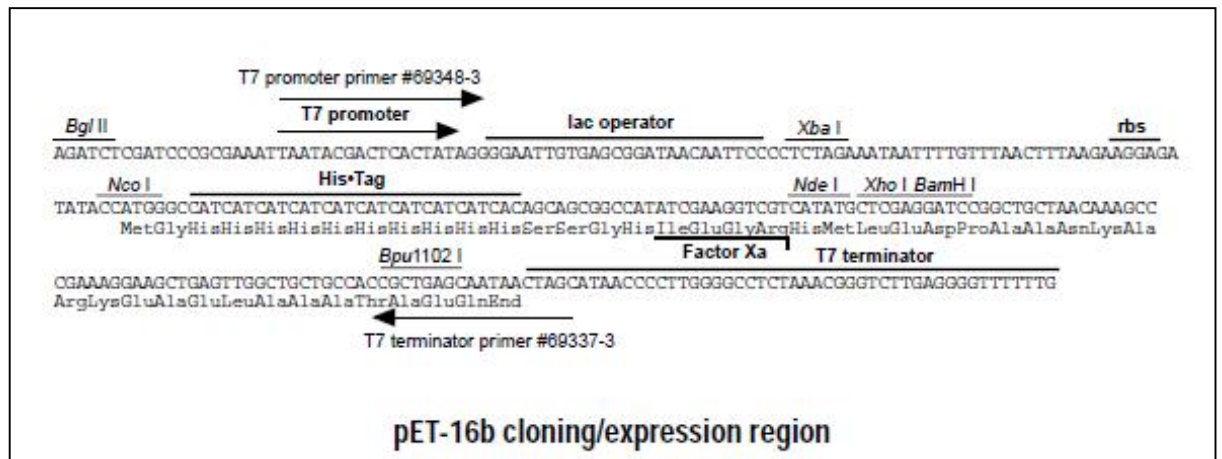 T7 promoter primer #69348-3
T7 promoter
Bgl II lac operator Xba I rbs
AGATCTCGATCCCGCGAAATTAATACGACTCACTATAGGGGAATTGTGAGCGGATAACAATTCCCCTCTAGAAATAATTTTGTTTAACTTTAAGAAGGAGA
Nco I His•Tag Nde I Xho I BamH I
TATACCATGGGCCATCATCATCATCATCATCATCATCATCACAGCAGCGGCCATATCGAAGGTCGTCATATGCTCGAGGATCCGGCTGCTAACAAAGCC
MetGlyHisHisHisHisHisHisHisHisHisHisSerSerGlyHisIleGluGlyArgHisMetLeuGluAspProAlaAlaAsnLysAla
Bpu1102 I Factor Xa T7 terminator
CGAAAGGAAGCTGAGTTGGCTGCTGCCACCGCTGAGCAATAACTAGCATAACCCCTTGGGGCCTCTAAACGGGTCTTGAGGGGTTTTTTG
ArgLysGluAlaGluLeuAlaAlaAlaThrAlaGluGlnEnd
T7 terminator primer #69337-3
pET-16b cloning/expression region